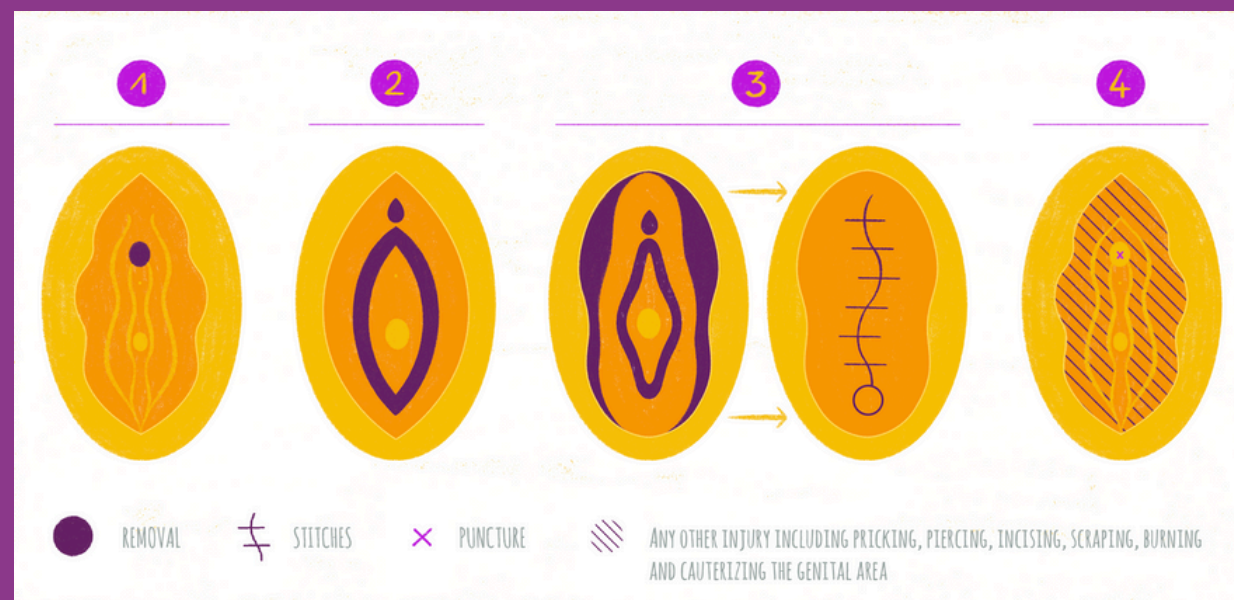 1
2
3
4
REMOVAL
STITCHES
PUNCTURE
ANY OTHER INJURY INCLUDING PRICKING, PIERCING, INCISING, SCRAPING, BURNING
AND CAUTERIZING THE GENITAL AREA